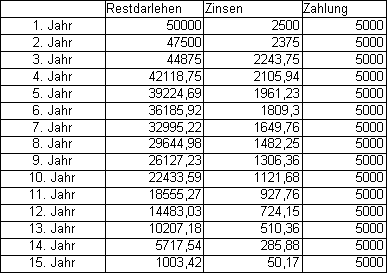 Restdarlehen Zinsen Zahlung
1. Jahr 50000 2500 5000
2. Jahr 47500 2375 5000
3. Jahr 44875 2243,75 5000
4. Jahr 42118,75 2105,94 5000
5. Jahr 39224,69 1961,23 5000
6. Jahr 36185,92 1809,3 5000
7. Jahr 32995,22 1649,76 5000
8. Jahr 29644,98 1482,25 5000
9. Jahr 26127,23 1306,36 5000
10. Jahr 22433,59 1121,68 5000
11. Jahr 18555,27 927,76 5000
12. Jahr 14483,03 724,15 5000
13. Jahr 10207,18 510,36 5000
14. Jahr 5717,54 285,88 5000
15. Jahr 1003,42 50,17 5000